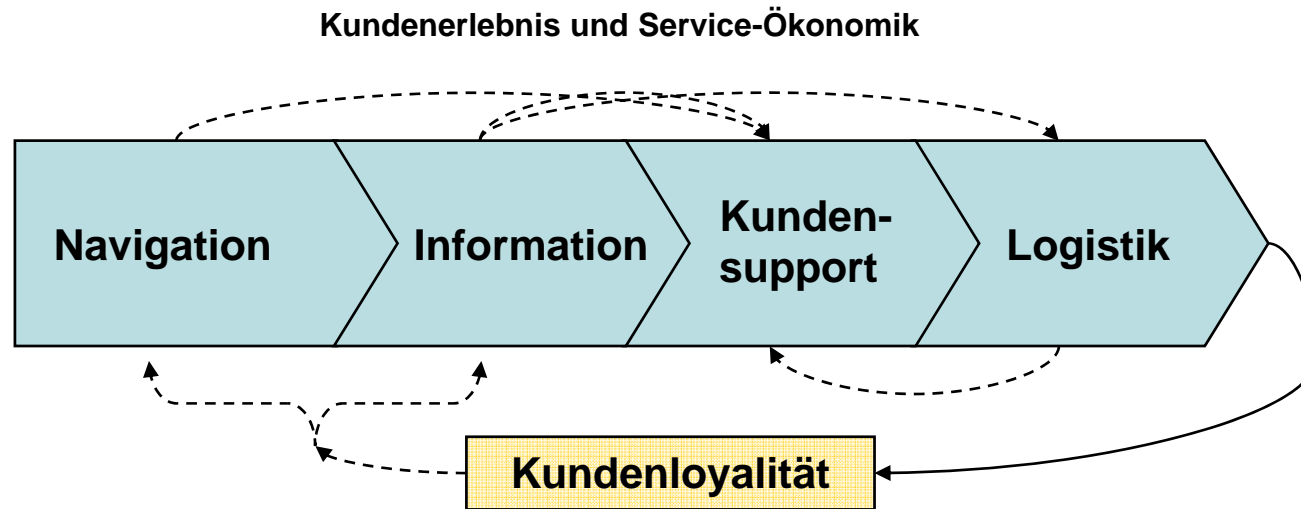 Kundenerlebnis und Service-Ökonomik
Navigation
Information
Kunden-
support
Logistik
Kundenloyalität